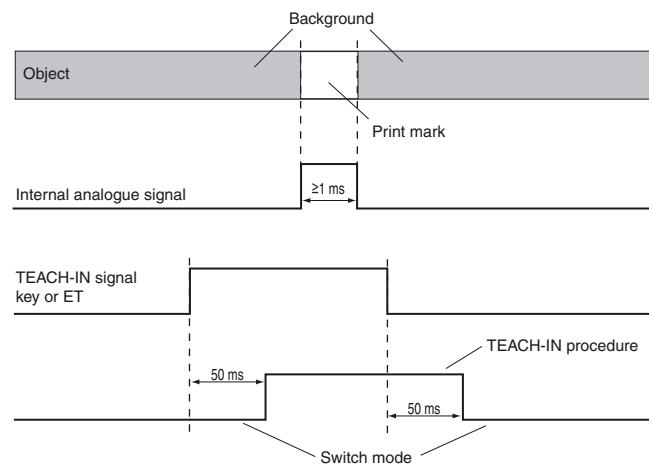 Background
Object
Print mark
Internal analogue signal
≥1 ms
TEACH-IN signal
key or ET
TEACH-IN procedure
50 ms
50 ms
Switch mode